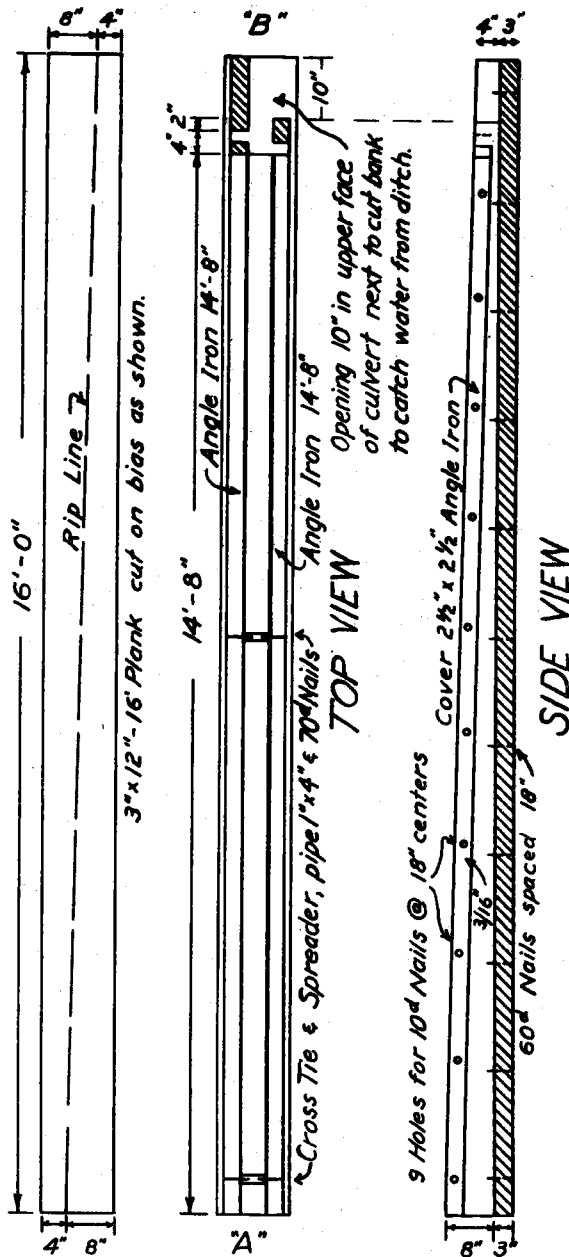 8"
4"
16'-0"
Rip Line
3"x12"-16' Plank cut on bias as shown.
4"
8"
"B"
10"
4"
2"
Opening 10" in upper face
of culvert next to cut bank
to catch water from ditch.
Angle Iron 14'-8"
Angle Iron 14'-8"
14'-8"
TOP VIEW
Cross Tie & Spreader, pipe 1"x4" & 70d Nails
"A"
4"
3"
Cover 2½" x 2½" Angle Iron
9 Holes for 10d Nails @ 18" centers
3/16"
60d Nails spaced 18"
SIDE VIEW
8"
3"